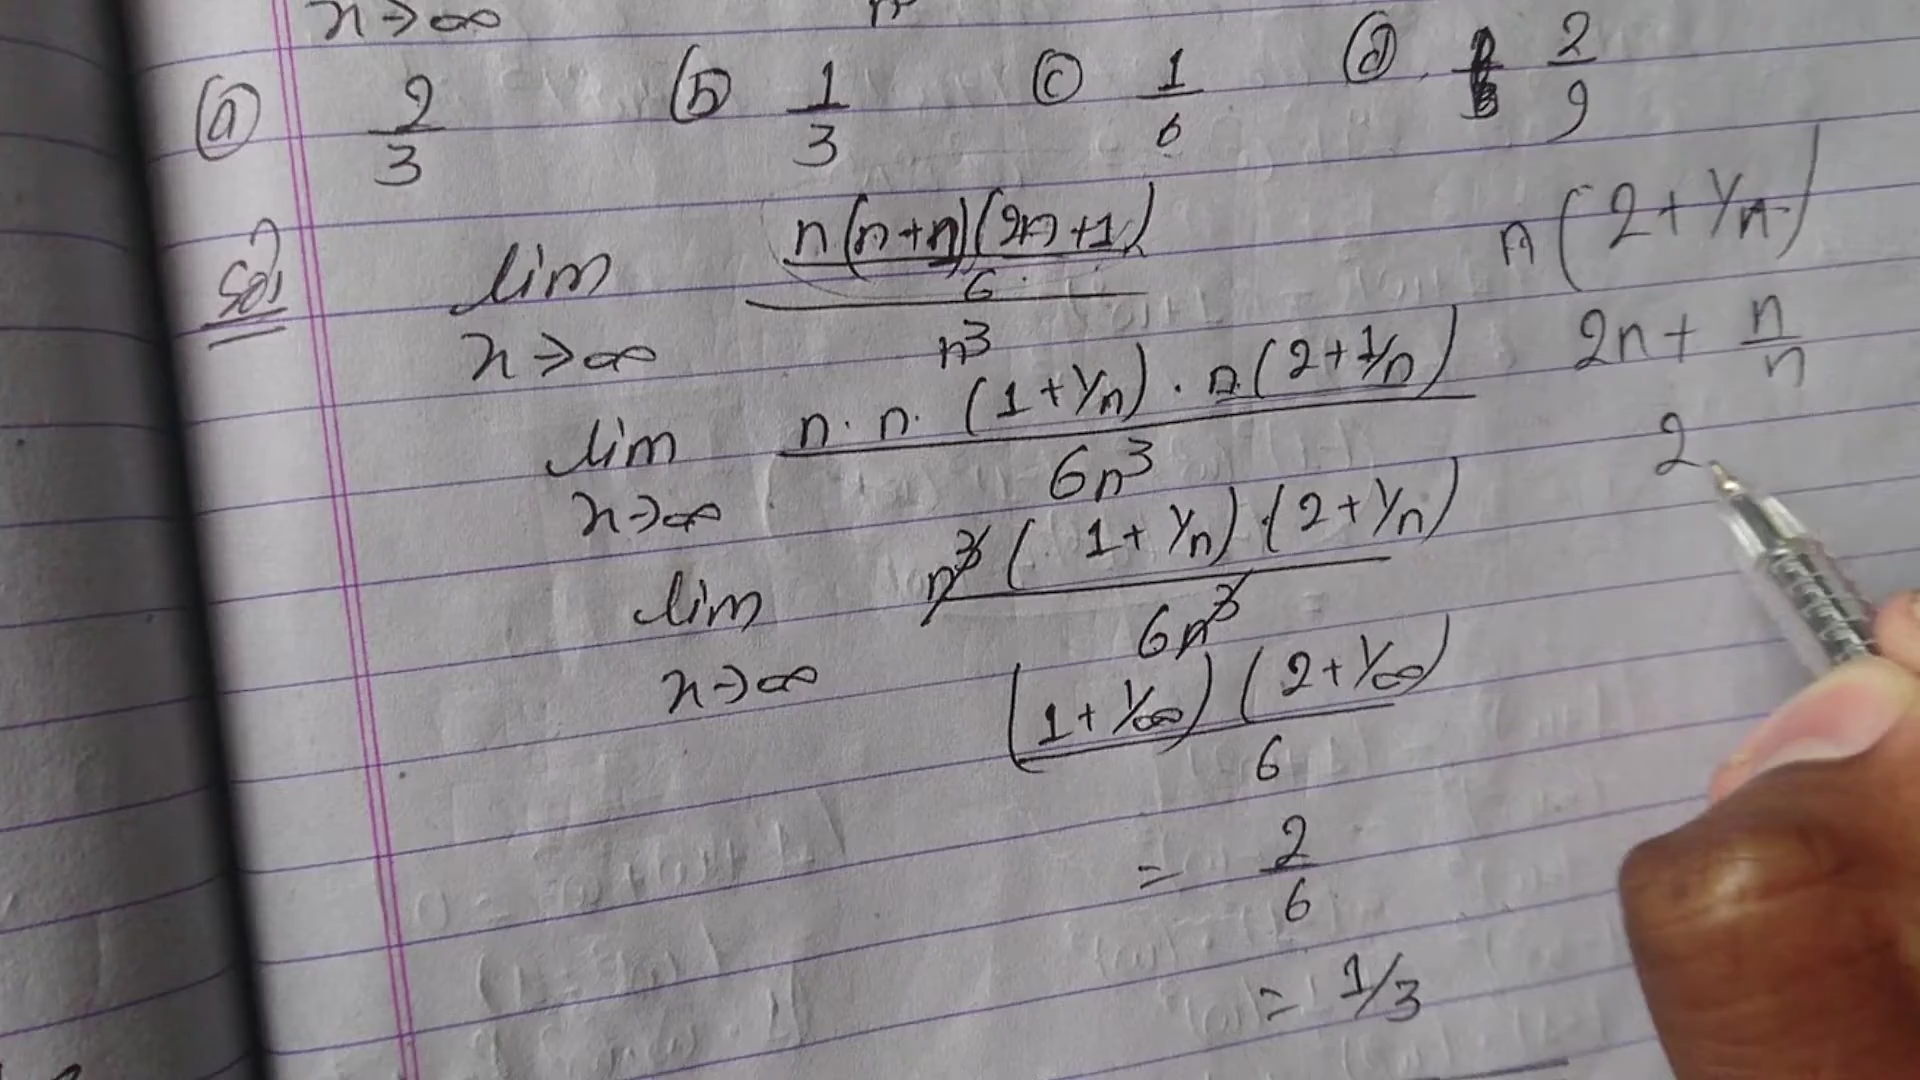 n→∞
(a) 2/3 (b) 1/3 (c) 1/6 (d) 2/9
Sol? lim n→∞ (n(n+n)(2n+1)/6)/n³
lim n→∞ n·n·(1+1/n)·n(2+1/n)/6n³
lim n→∞ n³(1+1/n)·(2+1/n)/6n³
(1+1/∞)(2+1/∞)/6
= 2/6
= 1/3
n(2+1/n)
2n+ n/n
2